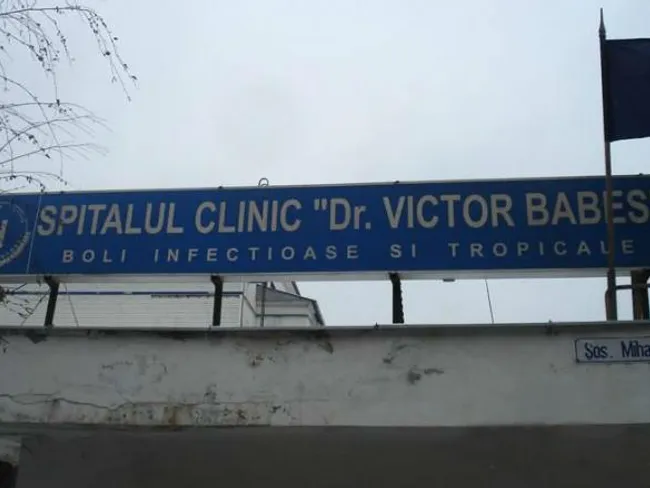 SPITALUL CLINIC "Dr. VICTOR BABES
BOLI INFECTIOASE SI TROPICALE
Sos. Miha